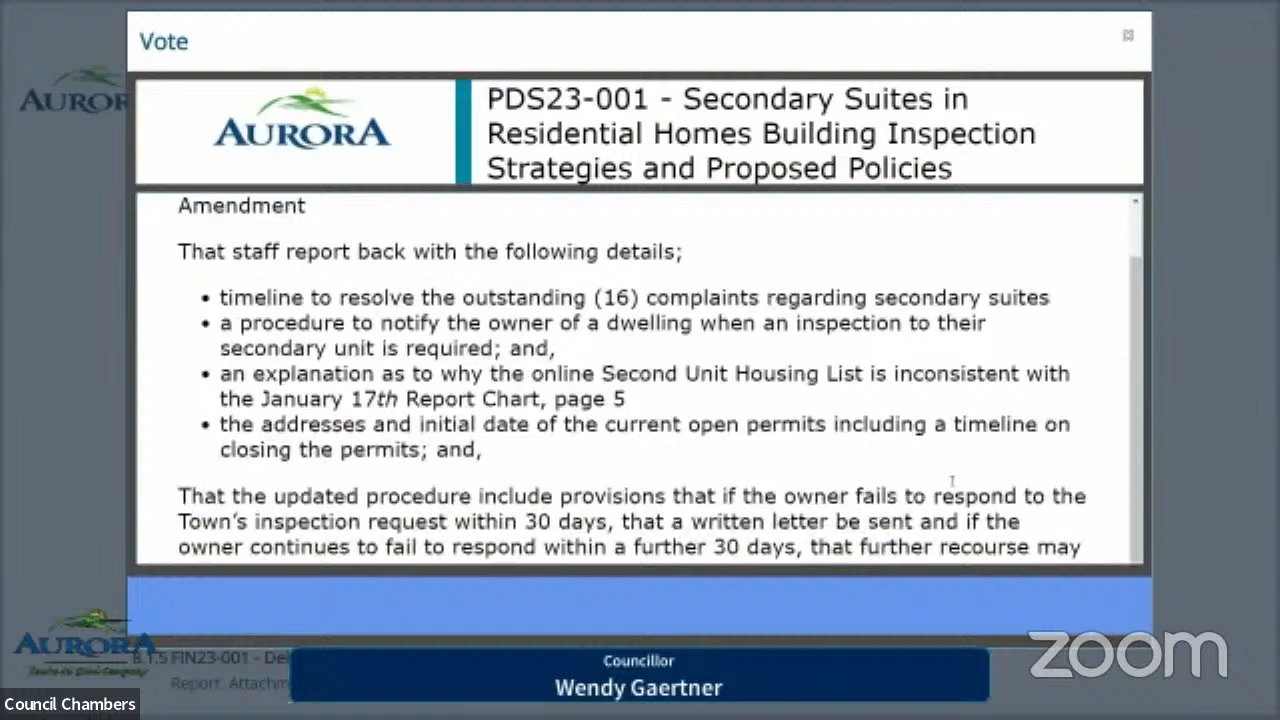 Vote
AURORA
PDS23-001 - Secondary Suites in
Residential Homes Building Inspection
Strategies and Proposed Policies
AUROR
Amendment
That staff report back with the following details;
• timeline to resolve the outstanding (16) complaints regarding secondary suites
• a procedure to notify the owner of a dwelling when an inspection to their
secondary unit is required; and,
• an explanation as to why the online Second Unit Housing List is inconsistent with
the January 17th Report Chart, page 5
• the addresses and initial date of the current open permits including a timeline on
closing the permits; and,
That the updated procedure include provisions that if the owner fails to respond to the
Town's inspection request within 30 days, that a written letter be sent and if the
owner continues to fail to respond within a further 30 days, that further recourse may
AURORA
8.1.5 FIN23-001 - De
Report: Attachm
Councillor
Wendy Gaertner
zoom
Council Chambers